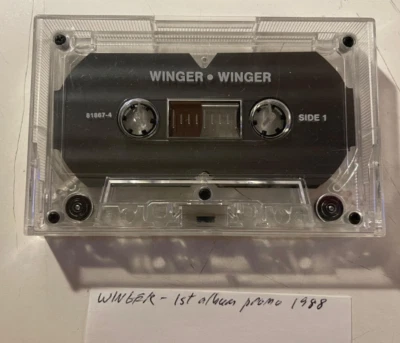 WINGER • WINGER
81867-4
SIDE 1
WINGER - 1st album promo 1988